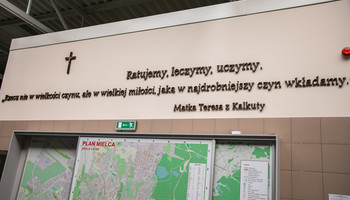 Ratujemy, leczymy, uczymy.
„Rzecz nie w wielkości czynu, ale w wielkiej miłości, jaką w najdrobniejszy czyn wkładamy.
Matka Teresa z Kalkuty
PLAN MIELCA